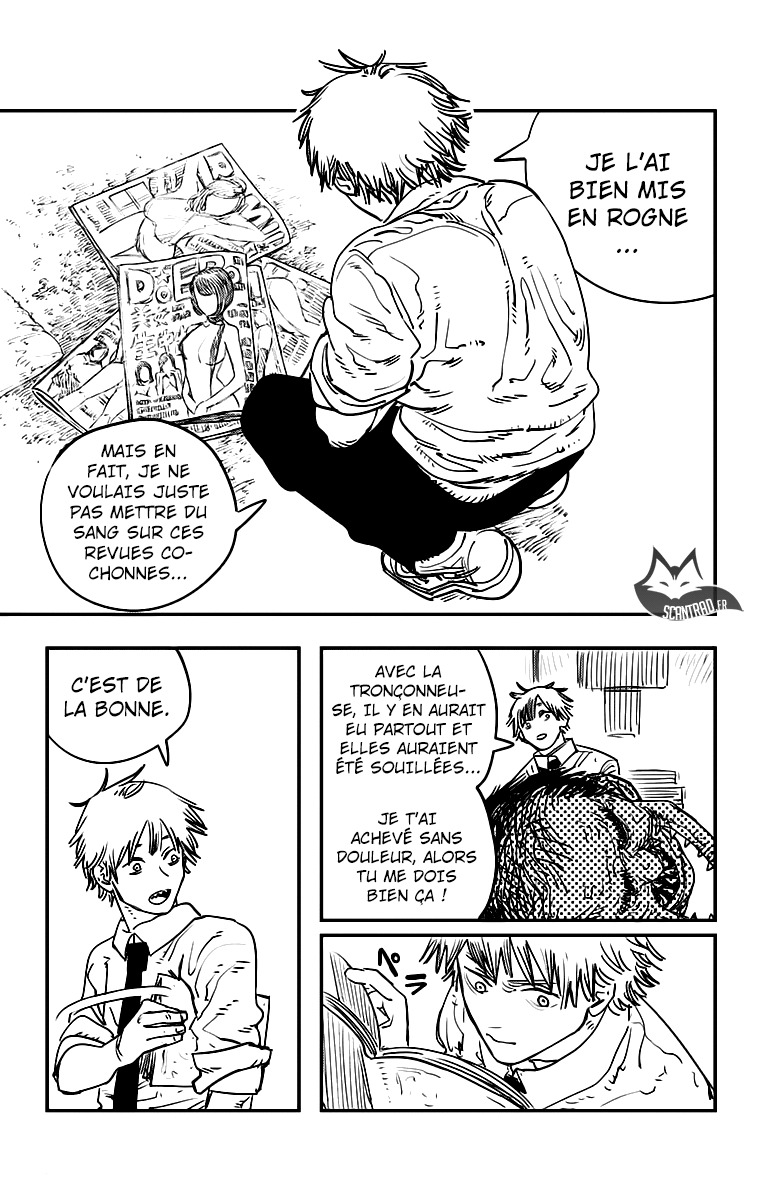 JE L'AI
BIEN MIS
EN ROGNE
...
MAIS EN
FAIT, JE NE
VOULAIS JUSTE
PAS METTRE DU
SANG SUR CES
REVUES CO-
CHONNES...
SCANTRAD.FR
AVEC LA
TRONÇONNEU-
SE, IL Y EN AURAIT
EU PARTOUT ET
ELLES AURAIENT
ÉTÉ SOUILLÉES...
JE T'AI
ACHEVÉ SANS
DOULEUR, ALORS
TU ME DOIS
BIEN ÇA !
C'EST DE
LA BONNE.
ペラ